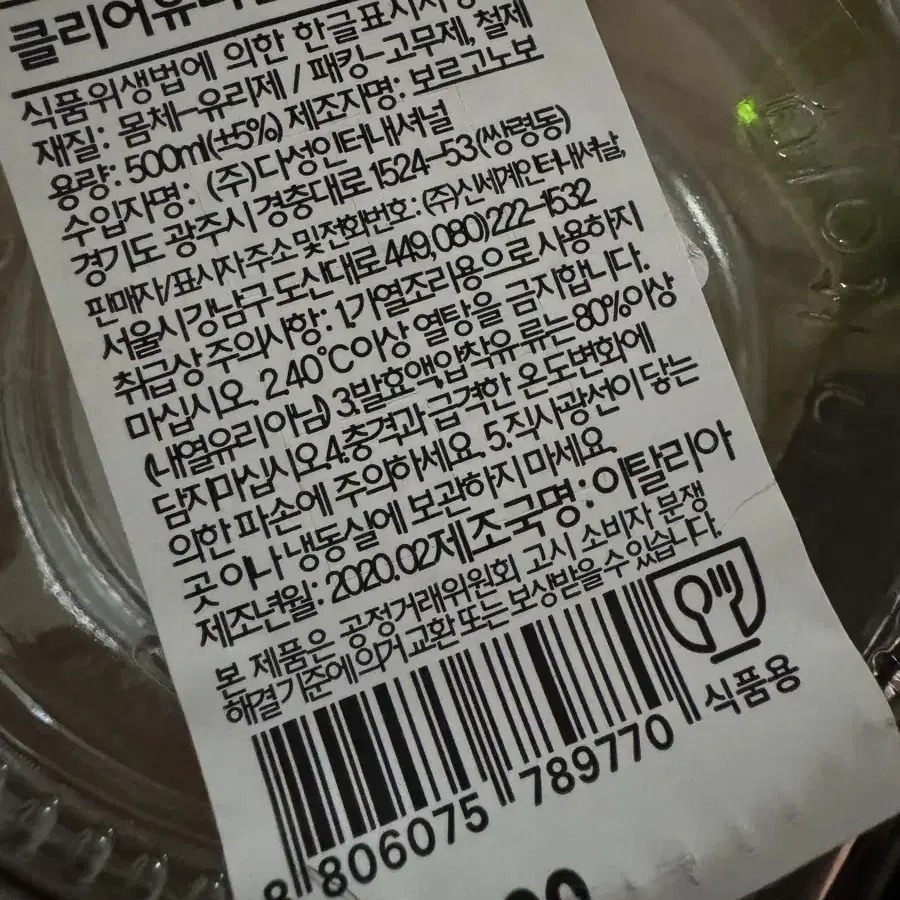 클리어유리
식품위생법에 의한 한글표시사
재질: 몸체-유리제 / 패킹-고무제, 철제
용량: 500ml(±5%) 제조자명: 보르고노보
수입자명: (주)다성인터내셔널
경기도 광주시 경충대로 1524-53(쌍령동)
판매자/표시자 주소 및 전화번호: (주)신세계인터내셔날,
서울시 강남구 도산대로 449, 080)222-1532
취급상 주의사항: 1.가열조리용으로 사용하지
마십시오. 2.40°C이상 열탕을 금지합니다.
(내열유리아님) 3.발효액,압착유 류는 80%이상
담지마십시오.4.충격과 급격한 온도변화에
의한 파손에 주의하세요. 5.직사광선이 닿는
곳 이나 냉동실에 보관하지 마세요.
제조년월: 2020.02제조국명: 이탈리아
본 제품은 공정거래위원회 고시 소비자 분쟁
해결기준에 의거 교환 또는 보상받을 수 있습니다.
식품용
8 806075 789770